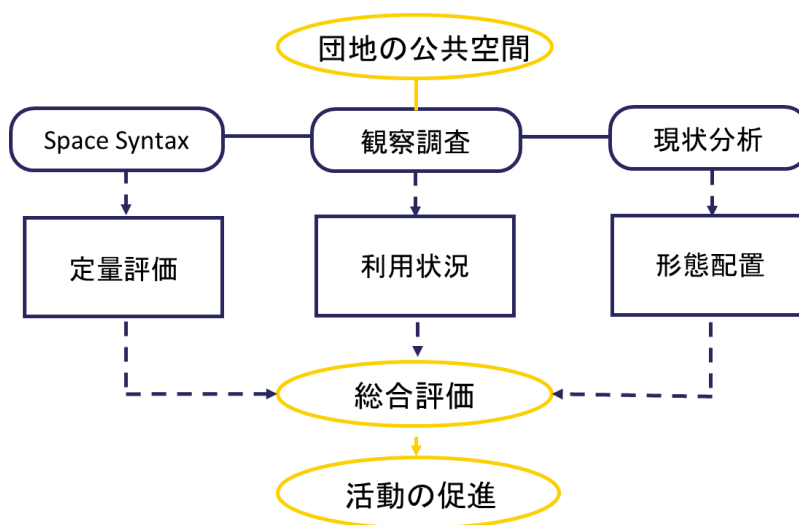 団地の公共空間
Space Syntax
観察調査
現状分析
定量評価
利用状況
形態配置
総合評価
活動の促進